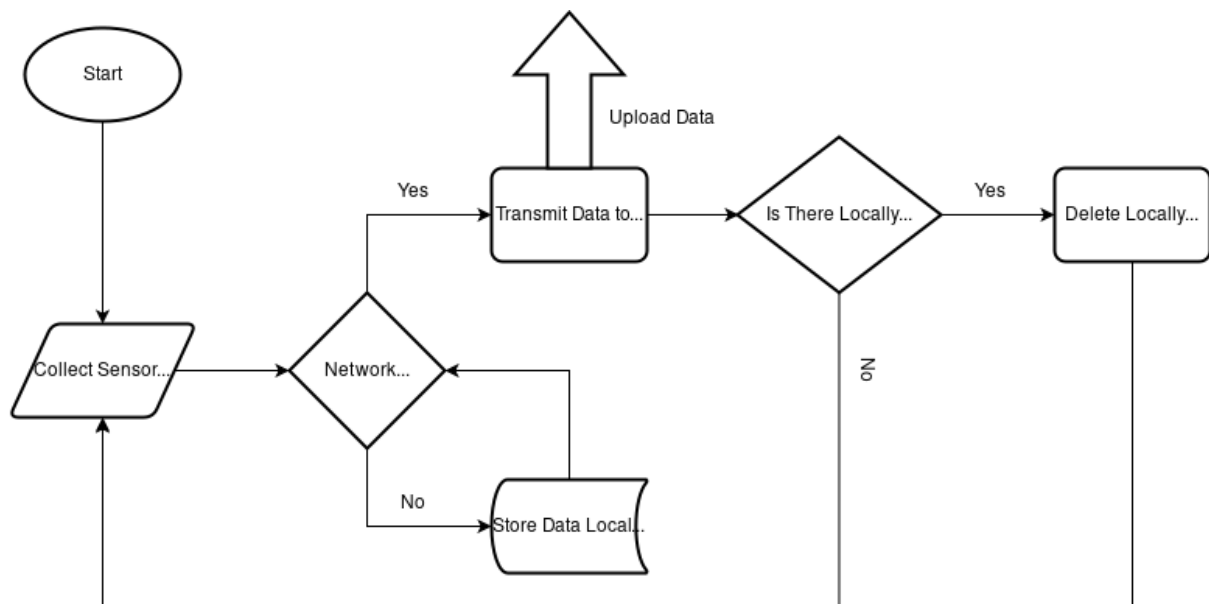 Start
Upload Data
Yes
Transmit Data to...
Is There Locally...
Yes
Delete Locally...
Collect Sensor...
Network...
No
No
Store Data Local...